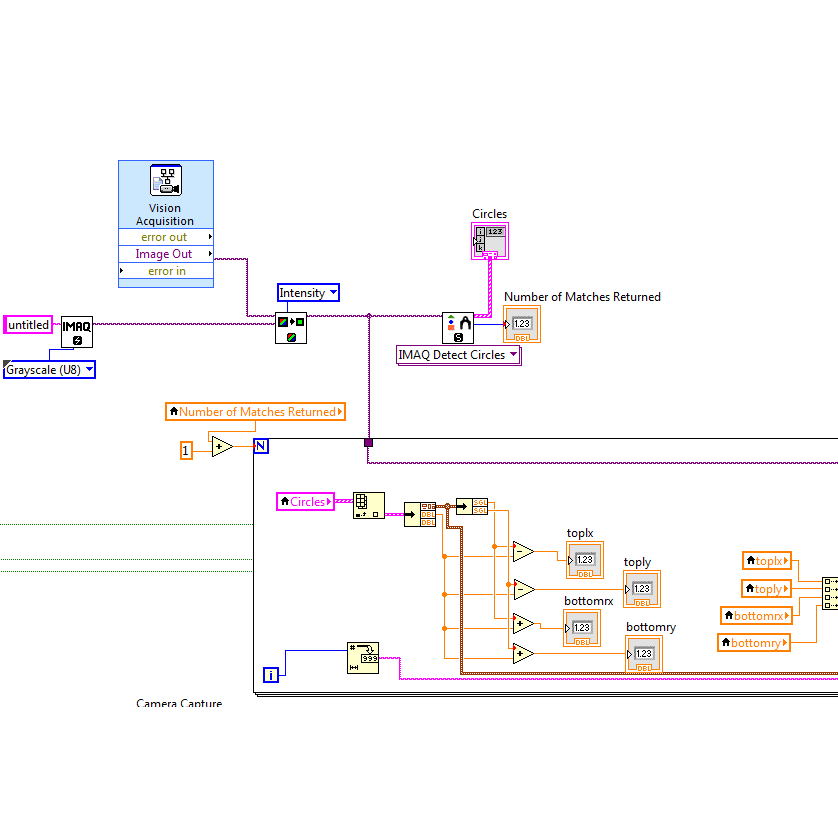 Vision
Acquisition
error out
Image Out
error in
Circles
123
Intensity
Number of Matches Returned
1.23
DBL
untitled
IMAQ
S
IMAQ Detect Circles
Grayscale (U8)
Number of Matches Returned
1
N
Circles
DBL
DBL
SGL
SGL
toplx
1.23
DBL
toply
1.23
DBL
bottomrx
1.23
DBL
bottomry
1.23
DBL
toplx
toply
bottomrx
bottomry
#
999
i
Camera Capture